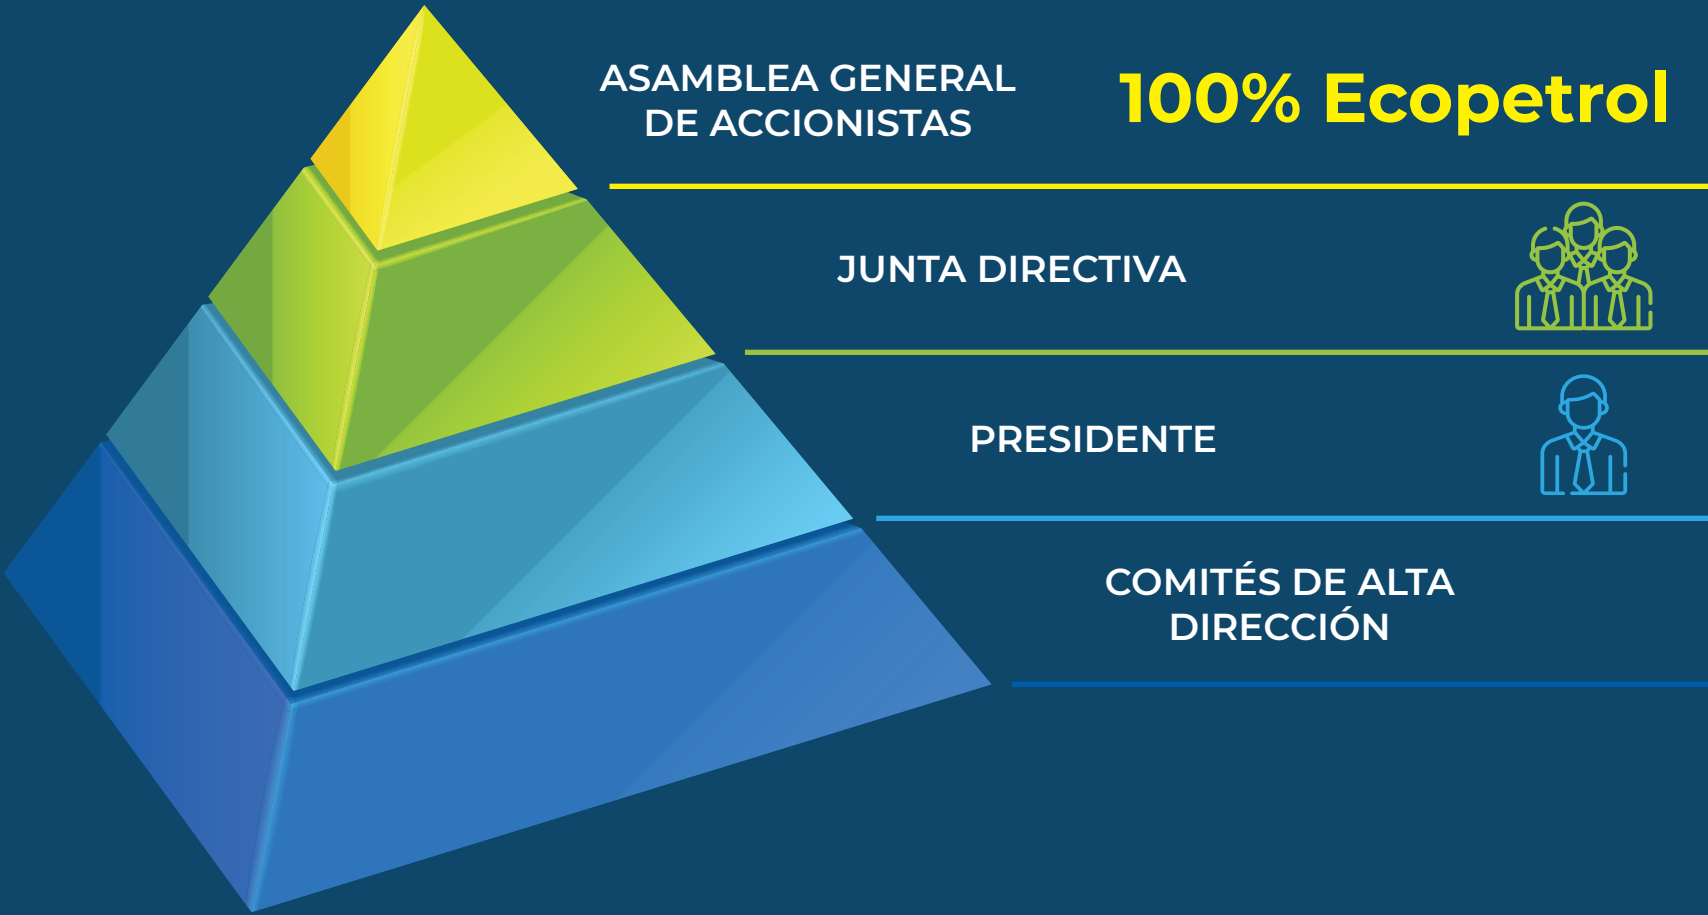 ASAMBLEA GENERAL
DE ACCIONISTAS
100% Ecopetrol
JUNTA DIRECTIVA
PRESIDENTE
COMITÉS DE ALTA
DIRECCIÓN